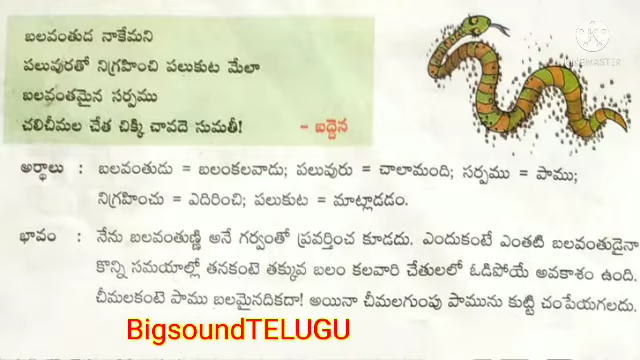 బలవంతుడ నాకేమని
పలువురతో నిగ్రహించి పలుకుట మేలా
బలవంతమైన సర్పము
చలిచీమల చేత చిక్కి చావదె సుమతీ!
- బద్దెన
KINEMASTER
అర్థాలు : బలవంతుడు = బలంకలవాడు; పలువురు = చాలామంది; సర్పము = పాము;
నిగ్రహించు = ఎదిరించి; పలుకుట = మాట్లాడడం.
భావం : నేను బలవంతుణ్ణి అనే గర్వంతో ప్రవర్తించ కూడదు. ఎందుకంటే ఎంతటి బలవంతుడైనా
కొన్ని సమయాల్లో తనకంటె తక్కువ బలం కలవారి చేతులలో ఓడిపోయే అవకాశం ఉంది.
చీమలకంటె పాము బలమైనదికదా! అయినా చీమలగుంపు పామును కుట్టి చంపేయగలదు.
BigsoundTELUGU